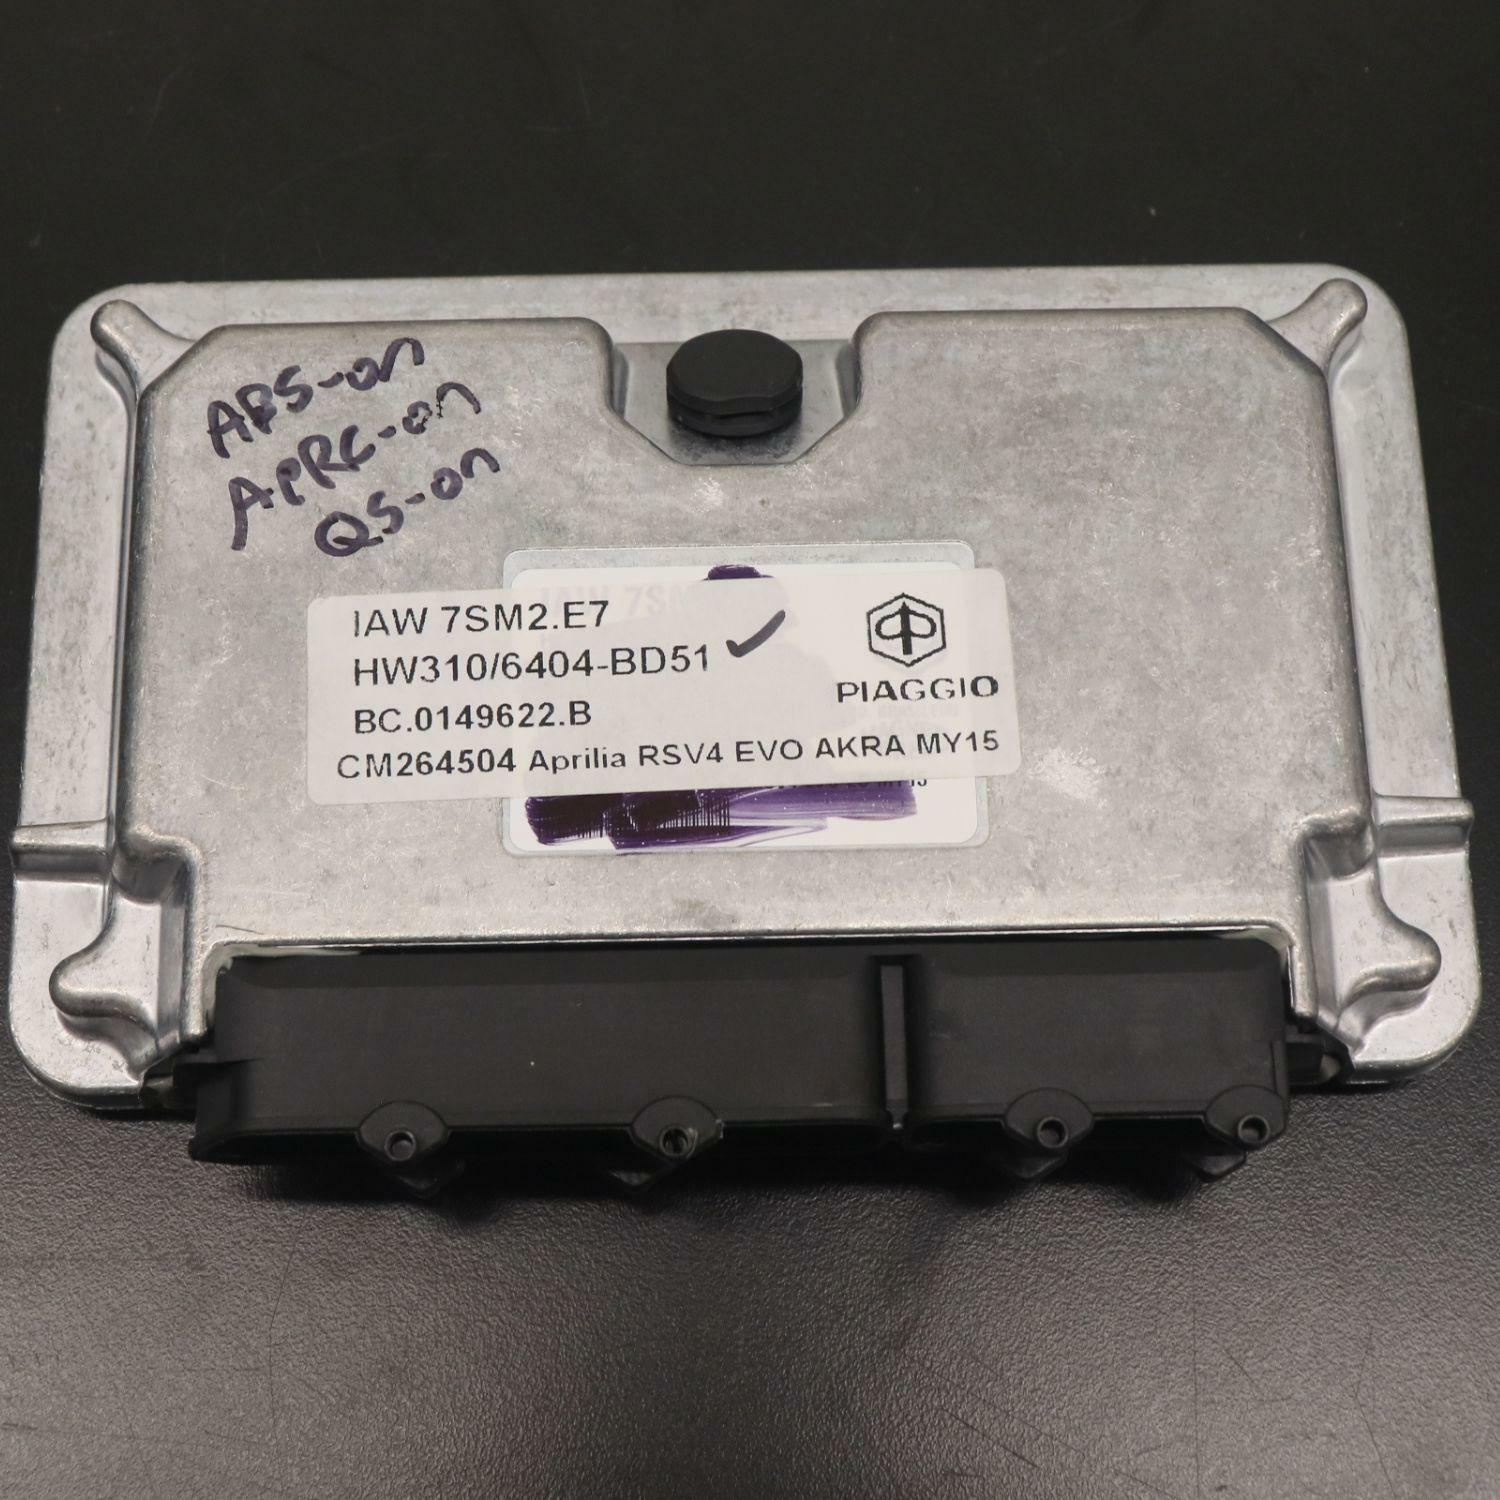 ABS-on
APRC-on
QS-on
IAW 7SM2.E7
HW310/6404-BD51
PIAGGIO
BC.0149622.B
CM264504 Aprilia RSV4 EVO AKRA MY15